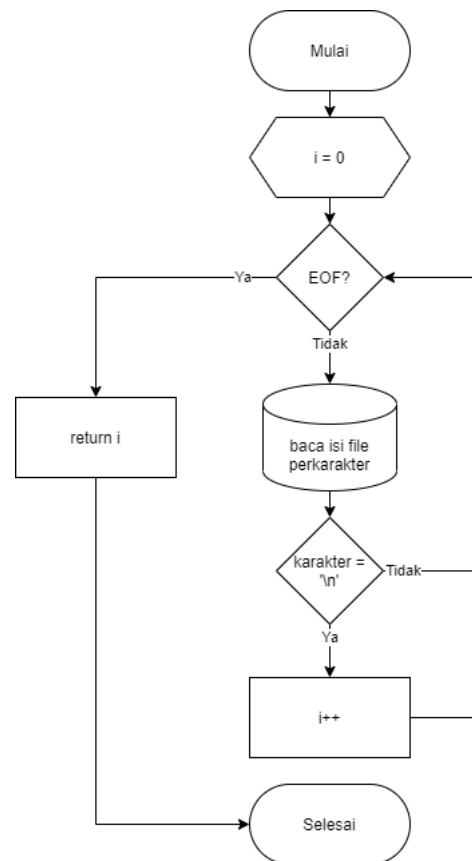 Mulai
i = 0
EOF?
Ya
Tidak
return i
baca isi file
perkarakter
karakter =
'\n'
Tidak
Ya
i++
Selesai